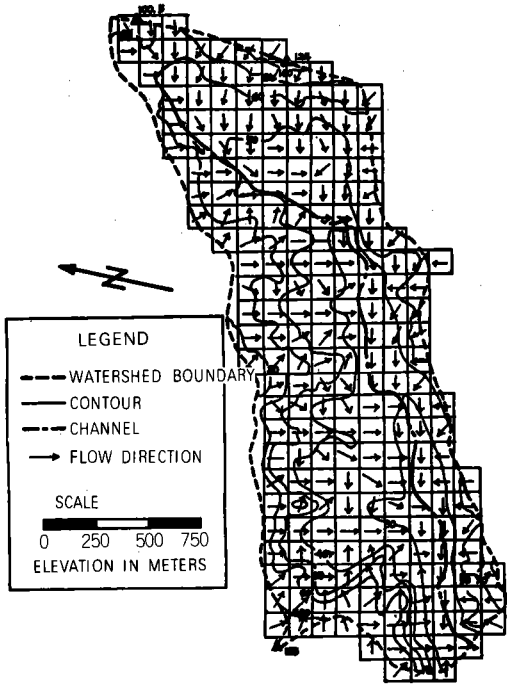 N
LEGEND
WATERSHED BOUNDARY
CONTOUR
CHANNEL
FLOW DIRECTION
SCALE
0 250 500 750
ELEVATION IN METERS